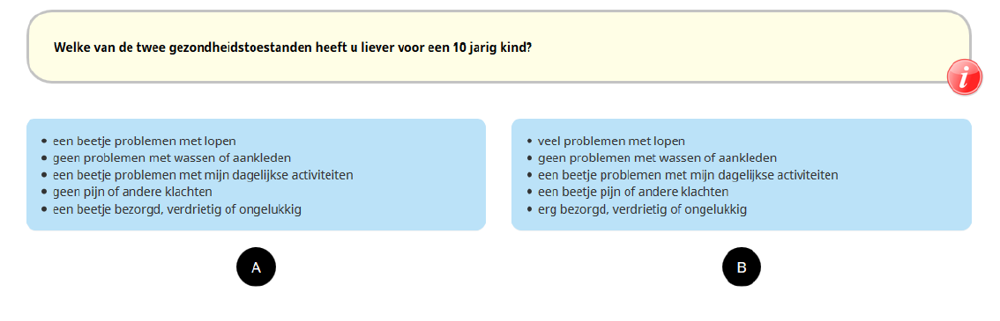 Welke van de twee gezondheidstoestanden heeft u liever voor een 10 jarig kind?
i
• een beetje problemen met lopen
• geen problemen met wassen of aankleden
• een beetje problemen met mijn dagelijkse activiteiten
• geen pijn of andere klachten
• een beetje bezorgd, verdrietig of ongelukkig
A
• veel problemen met lopen
• geen problemen met wassen of aankleden
• een beetje problemen met mijn dagelijkse activiteiten
• een beetje pijn of andere klachten
• erg bezorgd, verdrietig of ongelukkig
B